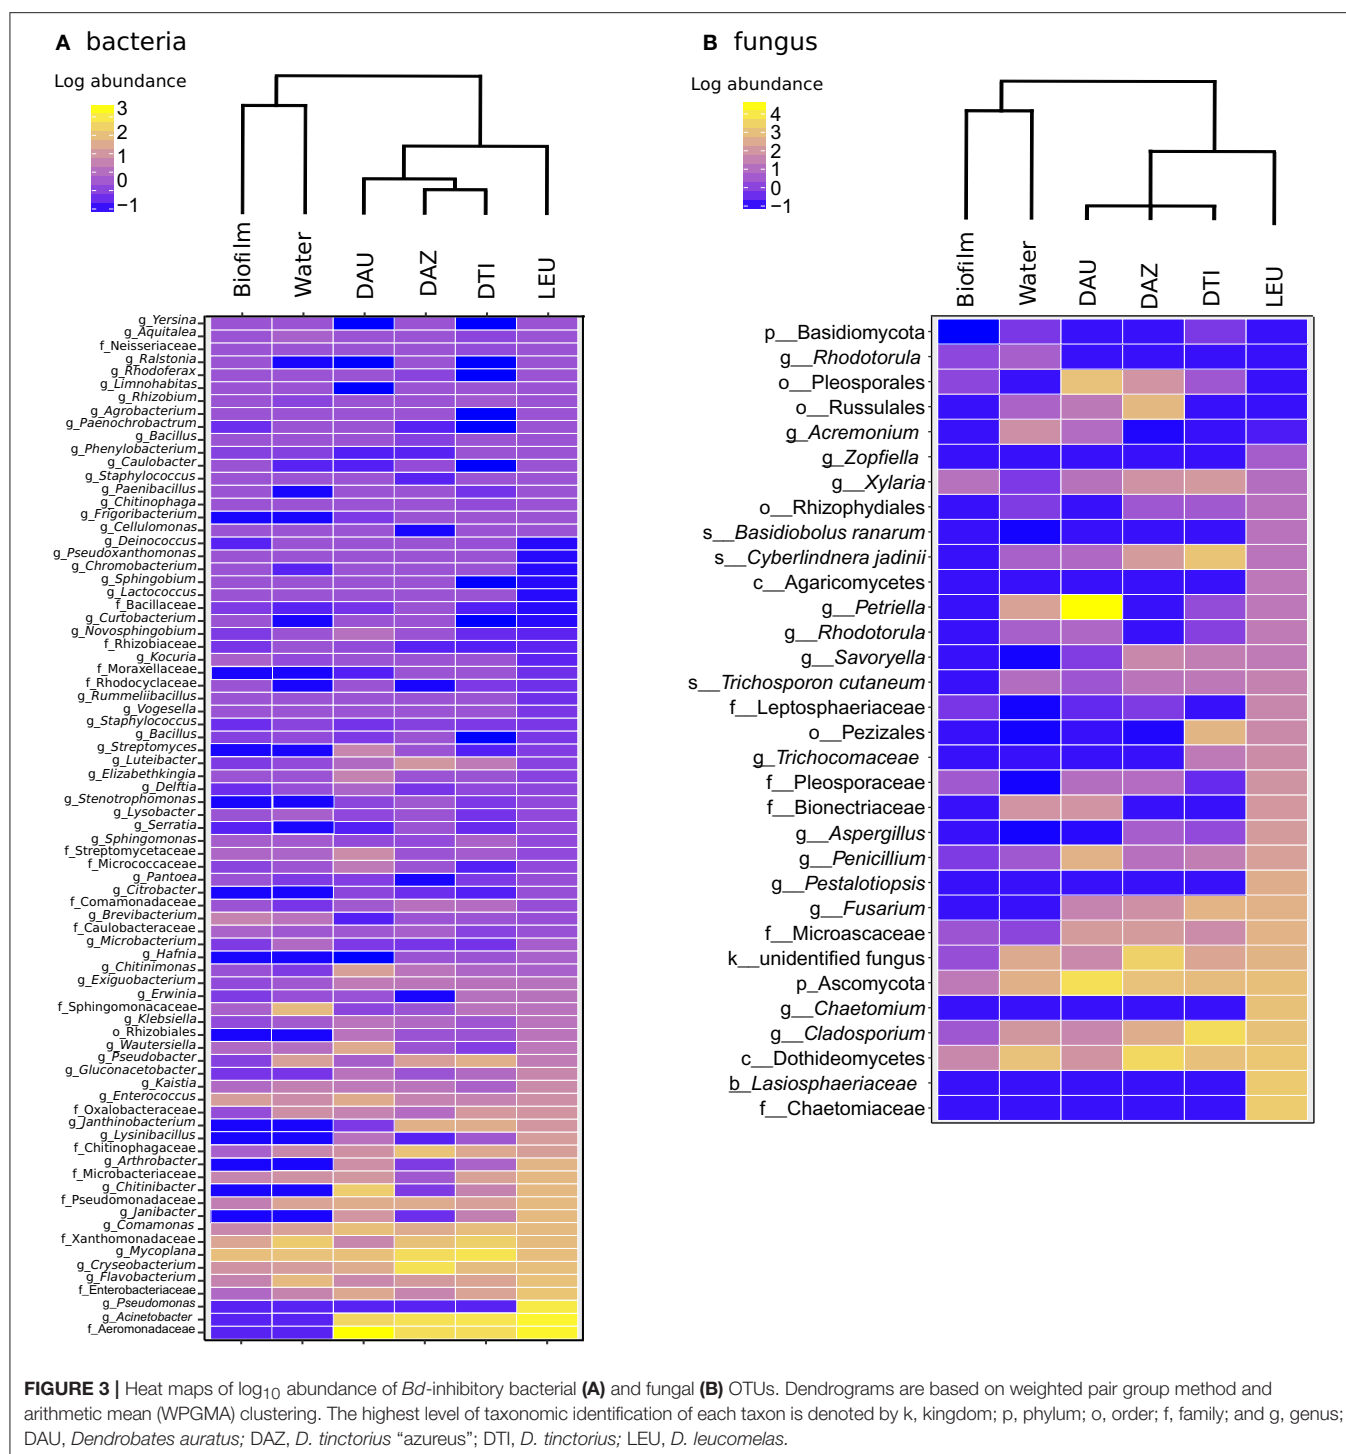 A bacteria
Log abundance
3
2
1
0
−1
Biofilm
Water
DAU
DAZ
DTI
LEU
g_Yersina
g_Aquitalea
f_Neisseriaceae
g_Ralstonia
g_Rhodoferax
g_Limnohabitas
g_Rhizobium
g_Agrobacterium
g_Paenochrobactrum
g_Bacillus
g_Phenylobacterium
g_Caulobacter
g_Staphylococcus
g_Paenibacillus
g_Chitinophaga
g_Frigoribacterium
g_Cellulomonas
g_Deinococcus
g_Pseudoxanthomonas
g_Chromobacterium
g_Sphingobium
g_Lactococcus
f_Bacillaceae
g_Curtobacterium
g_Novosphingobium
f_Rhizobiaceae
g_Kocuria
f_Moraxellaceae
f_Rhodocyclaceae
g_Rummeliibacillus
g_Vogesella
g_Staphylococcus
g_Bacillus
g_Streptomyces
g_Luteibacter
g_Elizabethkingia
g_Delftia
g_Stenotrophomonas
g_Lysobacter
g_Serratia
g_Sphingomonas
f_Streptomycetaceae
f_Micrococcaceae
g_Pantoea
g_Citrobacter
f_Comamonadaceae
g_Brevibacterium
f_Caulobacteraceae
g_Microbacterium
g_Hafnia
g_Chitinimonas
g_Exiguobacterium
g_Erwinia
f_Sphingomonacaceae
g_Klebsiella
o_Rhizobiales
g_Wautersiella
g_Pseudobacter
g_Gluconacetobacter
g_Kaistia
g_Enterococcus
f_Oxalobacteraceae
g_Janthinobacterium
g_Lysinibacillus
f_Chitinophagaceae
g_Arthrobacter
f_Microbacteriaceae
g_Chitinibacter
f_Pseudomonadaceae
g_Janibacter
g_Comamonas
f_Xanthomonadaceae
g_Mycoplana
g_Cryseobacterium
g_Flavobacterium
f_Enterobacteriaceae
g_Pseudomonas
g_Acinetobacter
f_Aeromonadaceae
B fungus
Log abundance
4
3
2
1
0
−1
Biofilm
Water
DAU
DAZ
DTI
LEU
p__Basidiomycota
g__Rhodotorula
o__Pleosporales
o__Russulales
g_Acremonium
g_Zopfiella
g__Xylaria
o__Rhizophydiales
s__Basidiobolus ranarum
s__Cyberlindnera jadinii
c__Agaricomycetes
g__Petriella
g__Rhodotorula
g__Savoryella
s__Trichosporon cutaneum
f__Leptosphaeriaceae
o__Pezizales
g_Trichocomaceae
f__Pleosporaceae
f__Bionectriaceae
g__Aspergillus
g__Penicillium
g__Pestalotiopsis
g__Fusarium
f__Microascaceae
k__unidentified fungus
p_Ascomycota
g__Chaetomium
g__Cladosporium
c__Dothideomycetes
b_Lasiosphaeriaceae
f__Chaetomiaceae
FIGURE 3 | Heat maps of log10 abundance of Bd-inhibitory bacterial (A) and fungal (B) OTUs. Dendrograms are based on weighted pair group method and
arithmetic mean (WPGMA) clustering. The highest level of taxonomic identification of each taxon is denoted by k, kingdom; p, phylum; o, order; f, family; and g, genus;
DAU, Dendrobates auratus; DAZ, D. tinctorius “azureus”; DTI, D. tinctorius; LEU, D. leucomelas.